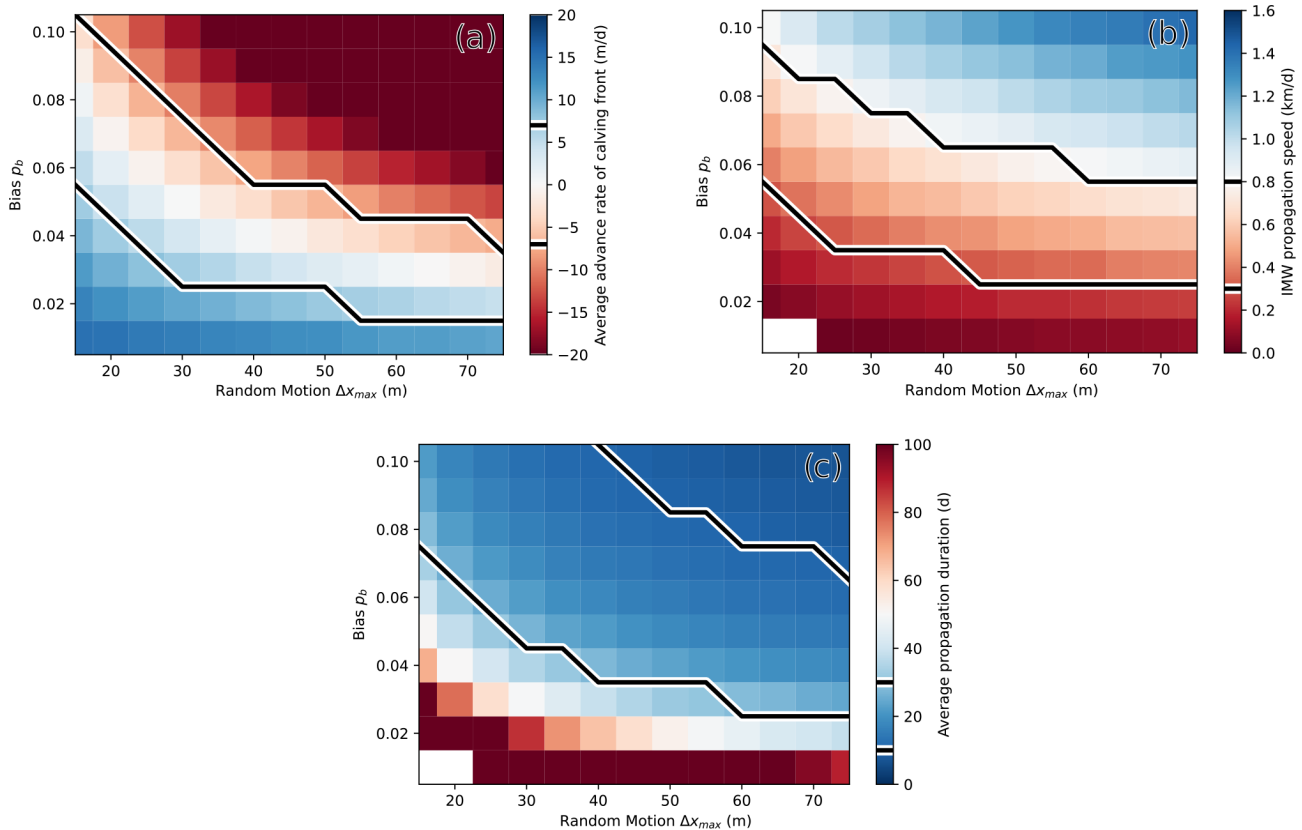 (a)
0.10
0.08
0.06
0.04
0.02
Bias p_b
20 30 40 50 60 70
Random Motion Δx_max (m)
20
15
10
5
0
−5
−10
−15
−20
Average advance rate of calving front (m/d)
(b)
0.10
0.08
0.06
0.04
0.02
Bias p_b
20 30 40 50 60 70
Random Motion Δx_max (m)
1.6
1.4
1.2
1.0
0.8
0.6
0.4
0.2
0.0
IMW propagation speed (km/d)
(c)
0.10
0.08
0.06
0.04
0.02
Bias p_b
20 30 40 50 60 70
Random Motion Δx_max (m)
100
80
60
40
20
0
Average propagation duration (d)